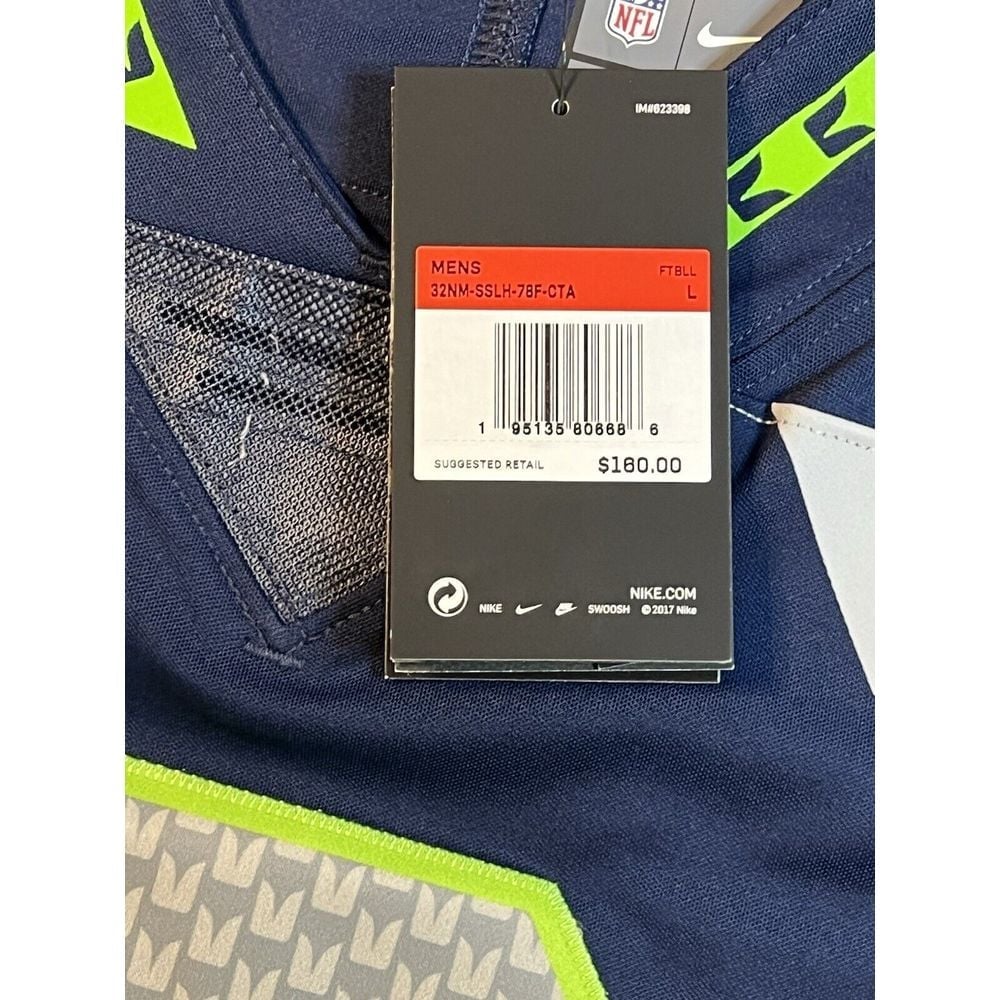 NFL
IM#623398
MENS
FTBLL
32NM-SSLH-78F-CTA
L
1 95135 80668 6
SUGGESTED RETAIL
$160.00
NIKE.COM
NIKE
SWOOSH
©2017 Nike